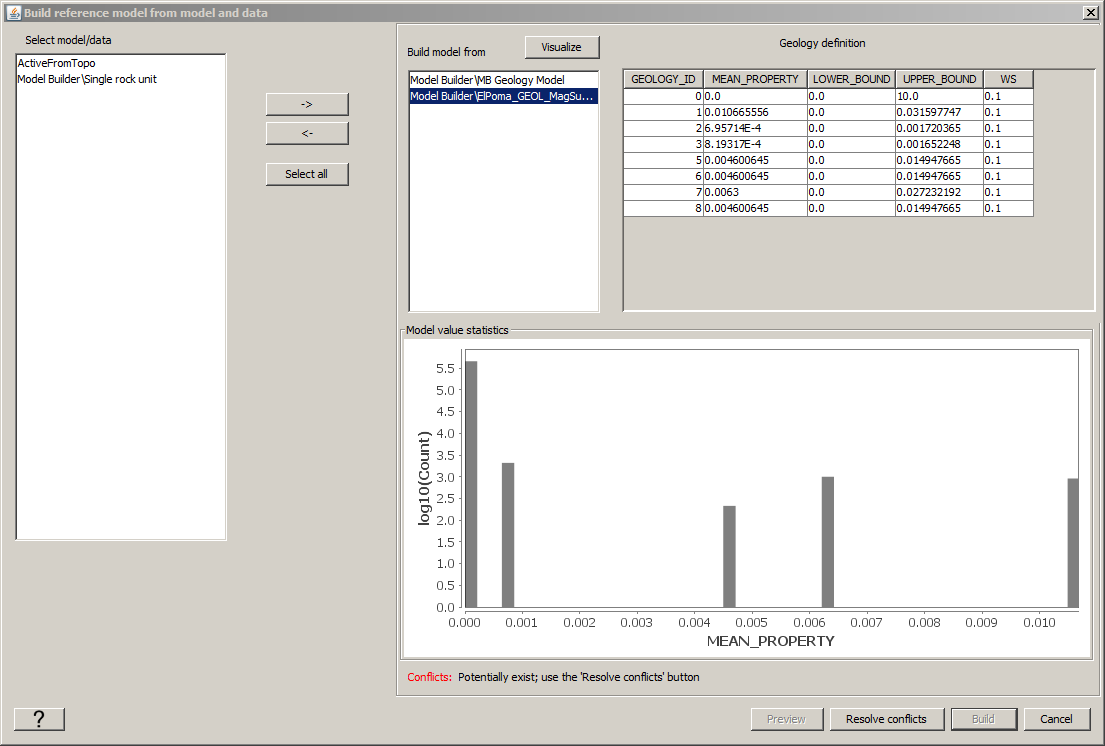 Build reference model from model and data
Select model/data
ActiveFromTopo
Model Builder\Single rock unit
->
<-
Select all
Build model from
Visualize
Model Builder\MB Geology Model
Model Builder\ElPoma_GEOL_MagSu...
Geology definition
GEOLOGY_ID MEAN_PROPERTY LOWER_BOUND UPPER_BOUND WS
0 0.0 0.0 10.0 0.1
1 0.010665556 0.0 0.031597747 0.1
2 6.95714E-4 0.0 0.001720365 0.1
3 8.19317E-4 0.0 0.001652248 0.1
5 0.004600645 0.0 0.014947665 0.1
6 0.004600645 0.0 0.014947665 0.1
7 0.0063 0.0 0.027232192 0.1
8 0.004600645 0.0 0.014947665 0.1
Model value statistics
log10(Count)
5.5
5.0
4.5
4.0
3.5
3.0
2.5
2.0
1.5
1.0
0.5
0.0
0.000 0.001 0.002 0.003 0.004 0.005 0.006 0.007 0.008 0.009 0.010
MEAN_PROPERTY
Conflicts: Potentially exist; use the 'Resolve conflicts' button
?
Preview
Resolve conflicts
Build
Cancel